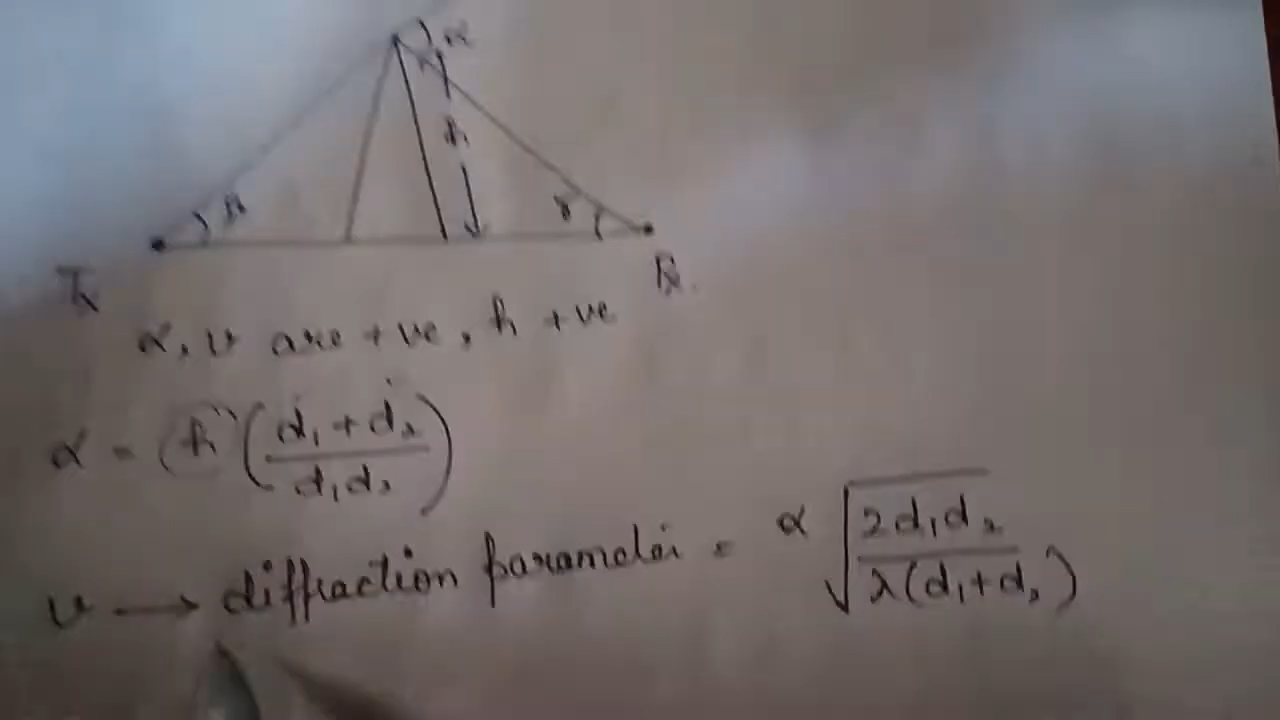 α
h
β γ
Tx Rx.
α, ν are +ve, h +ve
α = (h) ( d₁ + d₂ / d₁d₂ )
ν → diffraction parameter = α √( 2d₁d₂ / λ(d₁+d₂) )